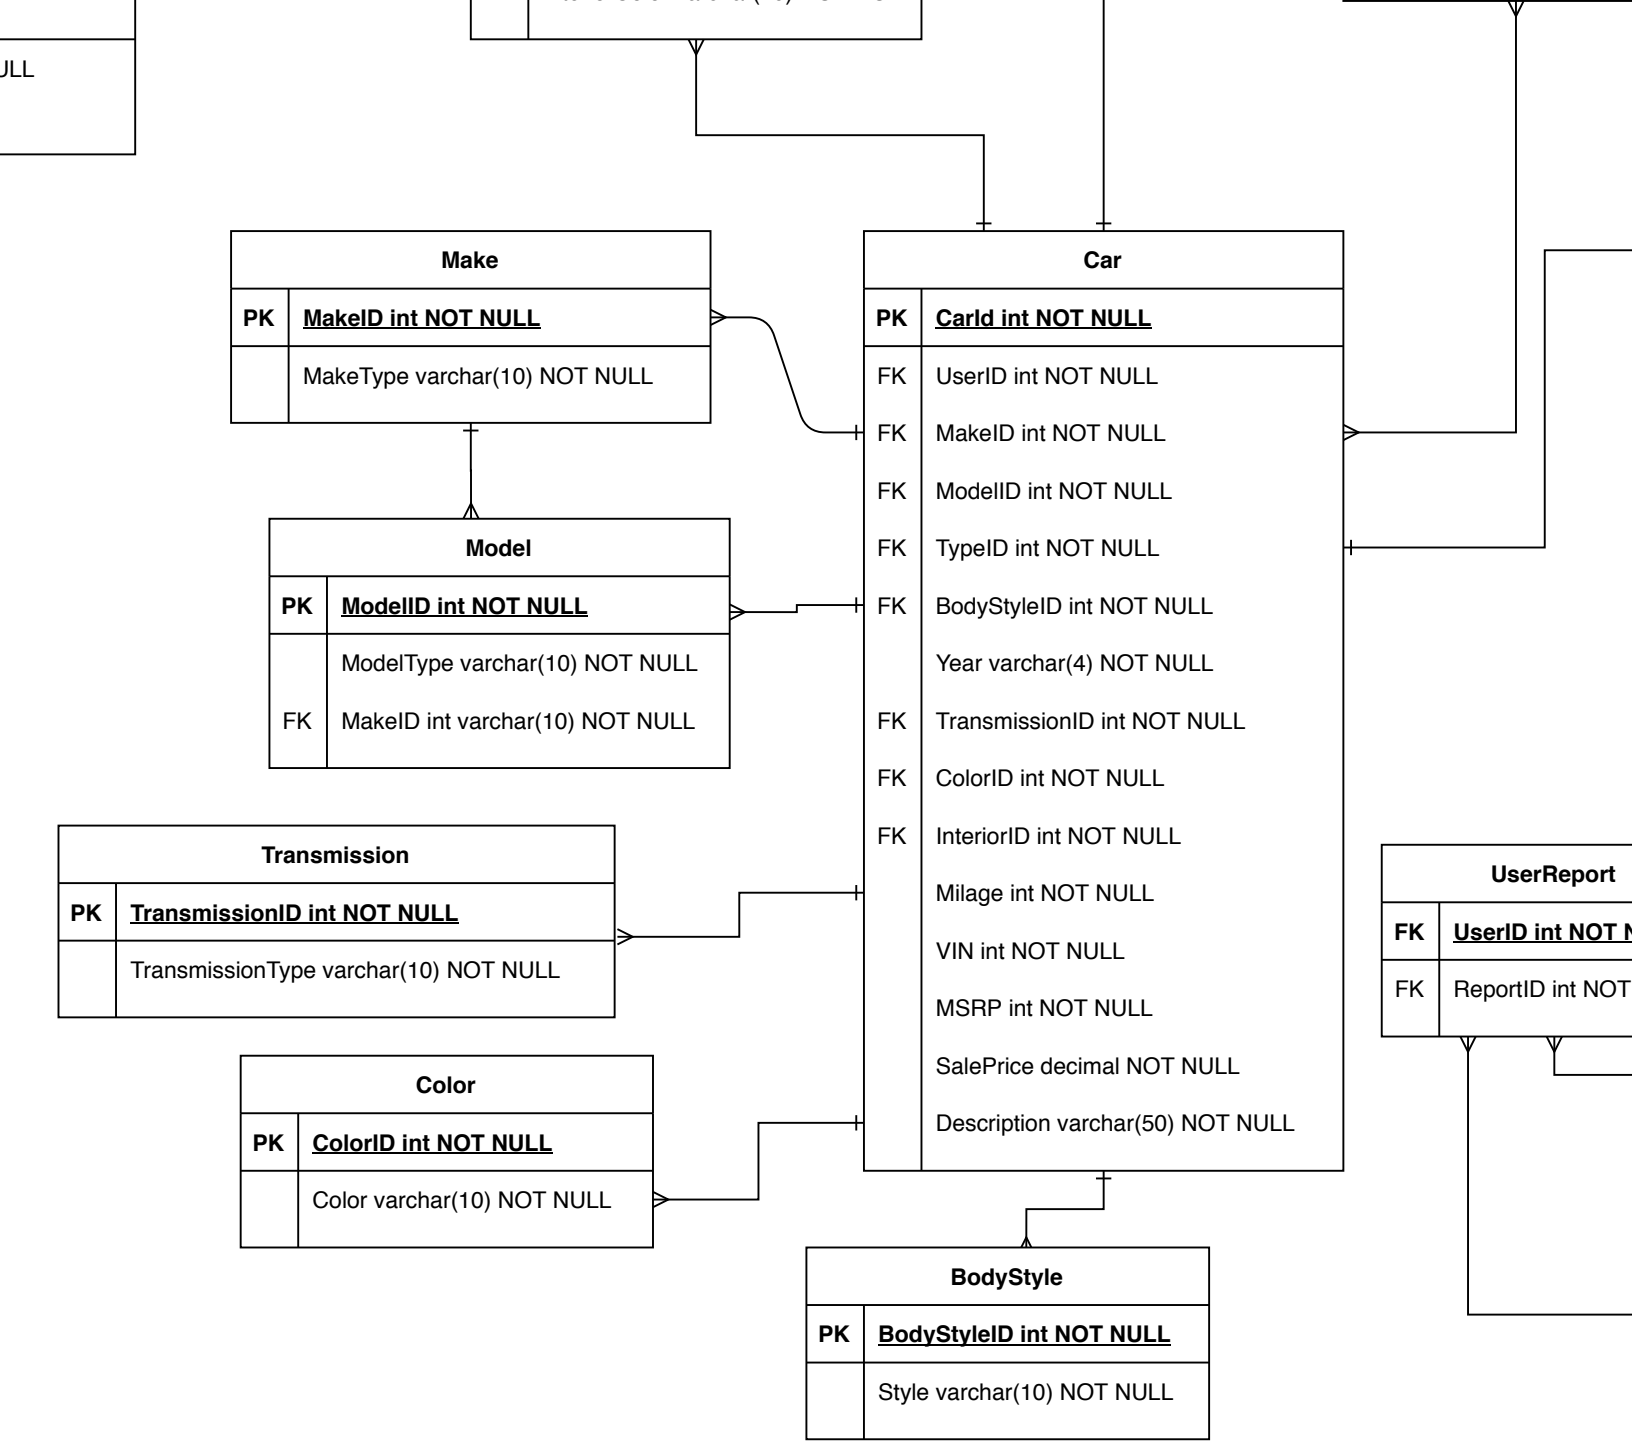 ULL
Make
PK MakeID int NOT NULL
MakeType varchar(10) NOT NULL
Car
PK CarId int NOT NULL
FK UserID int NOT NULL
FK MakeID int NOT NULL
FK ModelID int NOT NULL
FK TypeID int NOT NULL
FK BodyStyleID int NOT NULL
Year varchar(4) NOT NULL
FK TransmissionID int NOT NULL
FK ColorID int NOT NULL
FK InteriorID int NOT NULL
Milage int NOT NULL
VIN int NOT NULL
MSRP int NOT NULL
SalePrice decimal NOT NULL
Description varchar(50) NOT NULL
Model
PK ModelID int NOT NULL
ModelType varchar(10) NOT NULL
FK MakeID int varchar(10) NOT NULL
Transmission
PK TransmissionID int NOT NULL
TransmissionType varchar(10) NOT NULL
UserReport
FK UserID int NOT
FK ReportID int NOT
Color
PK ColorID int NOT NULL
Color varchar(10) NOT NULL
BodyStyle
PK BodyStyleID int NOT NULL
Style varchar(10) NOT NULL